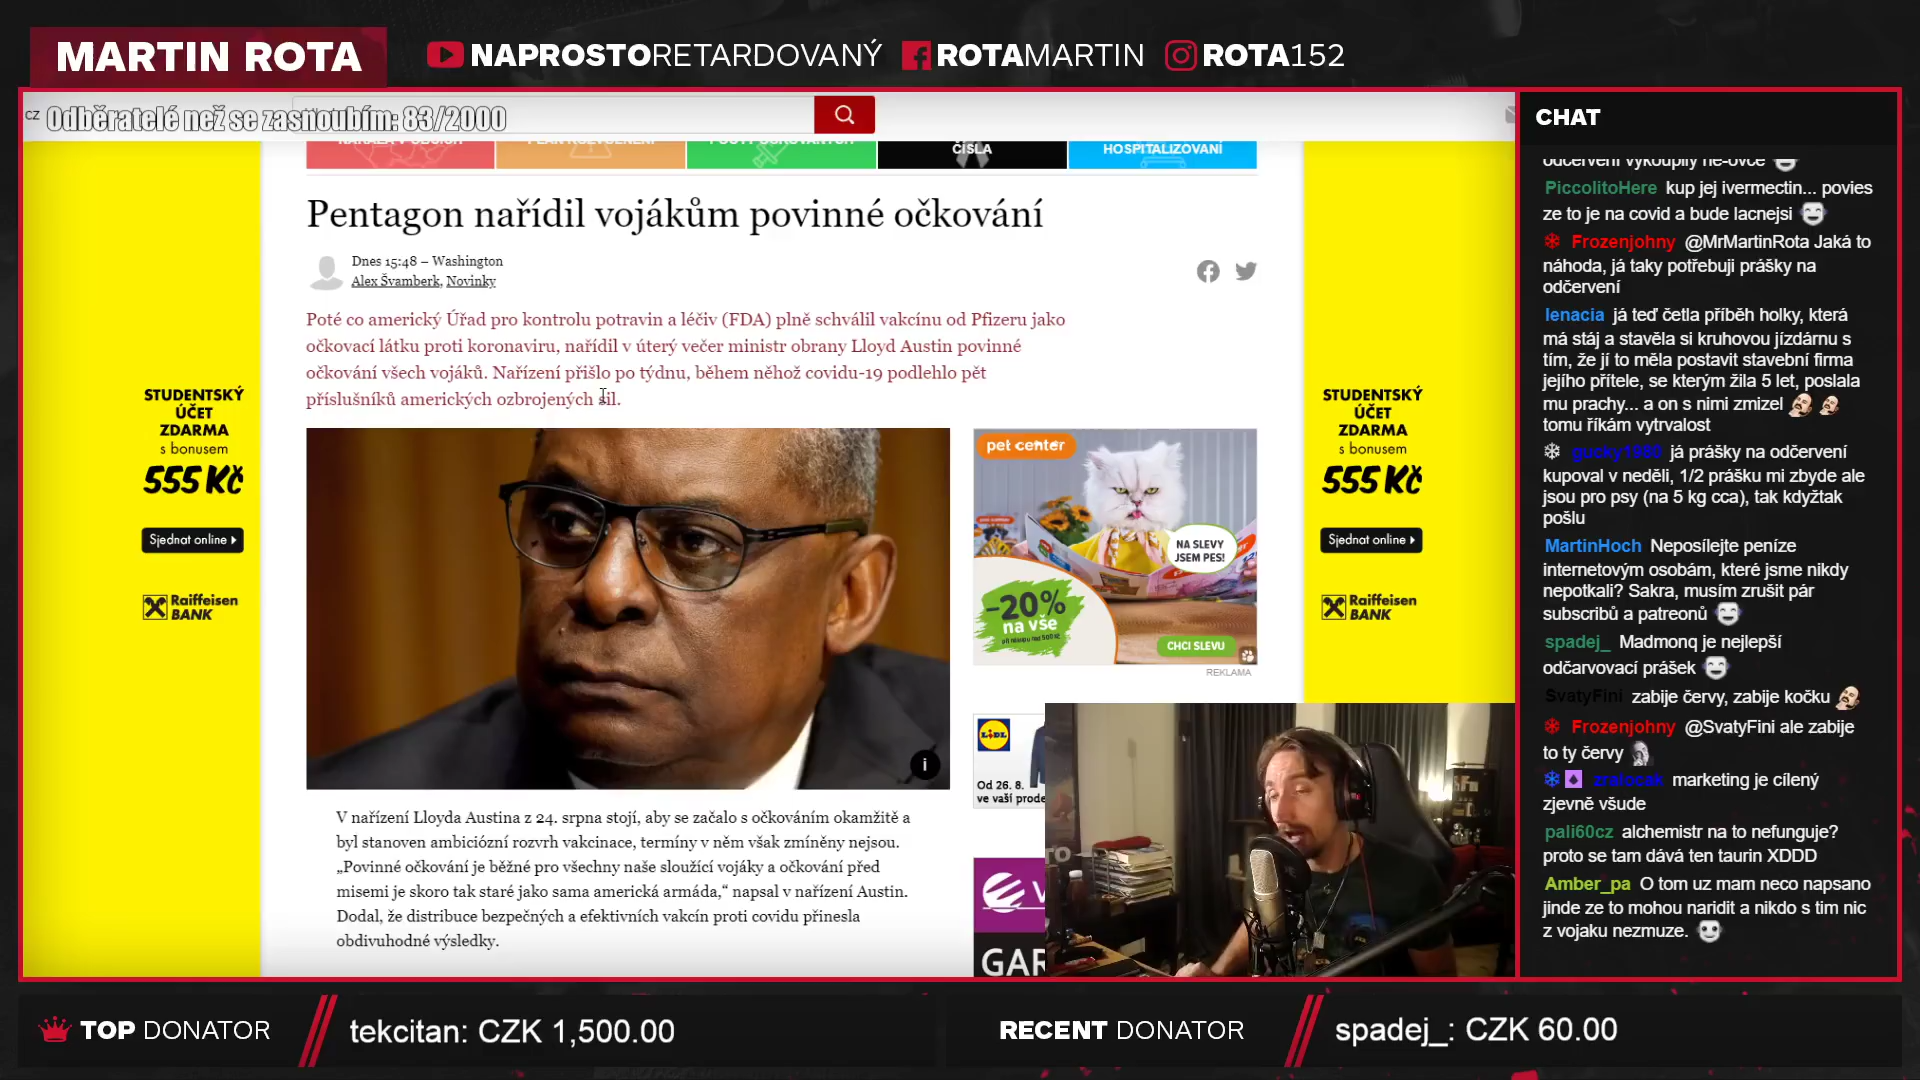 MARTIN ROTA
NAPROSTORETARDOVANÝ
ROTAMARTIN
ROTA152
cz
Odběratelé než se zasnoubím: 83/2000
ČÍSLA
HOSPITALIZOVANÍ
Pentagon nařídil vojákům povinné očkování
Dnes 15:48 – Washington
Alex Švamberk, Novinky
Poté co americký Úřad pro kontrolu potravin a léčiv (FDA) plně schválil vakcínu od Pfizeru jako
očkovací látku proti koronaviru, nařídil v úterý večer ministr obrany Lloyd Austin povinné
očkování všech vojáků. Nařízení přišlo po týdnu, během něhož covidu-19 podlehlo pět
příslušníků amerických ozbrojených sil.
STUDENTSKÝ
ÚČET
ZDARMA
s bonusem
555 Kč
Sjednat online
Raiffeisen
BANK
pet center
NA SLEVY
JSEM PES!
-20%
na vše
při nákupu nad 500 Kč
CHCI SLEVU
REKLAMA
STUDENTSKÝ
ÚČET
ZDARMA
s bonusem
555 Kč
Sjednat online
Raiffeisen
BANK
LiDL
Od 26. 8.
ve vaší prode
GAR
V nařízení Lloyda Austina z 24. srpna stojí, aby se začalo s očkováním okamžitě a
byl stanoven ambiciózní rozvrh vakcinace, termíny v něm však zmíněny nejsou.
„Povinné očkování je běžné pro všechny naše sloužící vojáky a očkování před
misemi je skoro tak staré jako sama americká armáda,“ napsal v nařízení Austin.
Dodal, že distribuce bezpečných a efektivních vakcín proti covidu přinesla
obdivuhodné výsledky.
CHAT
odčervení vykoupily ne-ovce
PiccolitoHere kup jej ivermectin... povies
ze to je na covid a bude lacnejsi
Frozenjohny @MrMartinRota Jaká to
náhoda, já taky potřebuji prášky na
odčervení
lenacia já teď četla příběh holky, která
má stáj a stavěla si kruhovou jízdárnu s
tím, že jí to měla postavit stavební firma
jejího přítele, se kterým žila 5 let, poslala
mu prachy... a on s nimi zmizel
tomu říkám vytrvalost
gucky1980 já prášky na odčervení
kupoval v neděli, 1/2 prášku mi zbyde ale
jsou pro psy (na 5 kg cca), tak kdyžtak
pošlu
MartinHoch Neposílejte peníze
internetovým osobám, které jsme nikdy
nepotkali? Sakra, musím zrušit pár
subscribů a patreonů
spadej_ Madmonq je nejlepší
odčarvovací prášek
SvatyFini zabije červy, zabije kočku
Frozenjohny @SvatyFini ale zabije
to ty červy
zralocak marketing je cílený
zjevně všude
pali60cz alchemistr na to nefunguje?
proto se tam dává ten taurin XDDD
Amber_pa O tom uz mam neco napsano
jinde ze to mohou naridit a nikdo s tim nic
z vojaku nezmuze.
TOP DONATOR
tekcitan: CZK 1,500.00
RECENT DONATOR
spadej_: CZK 60.00